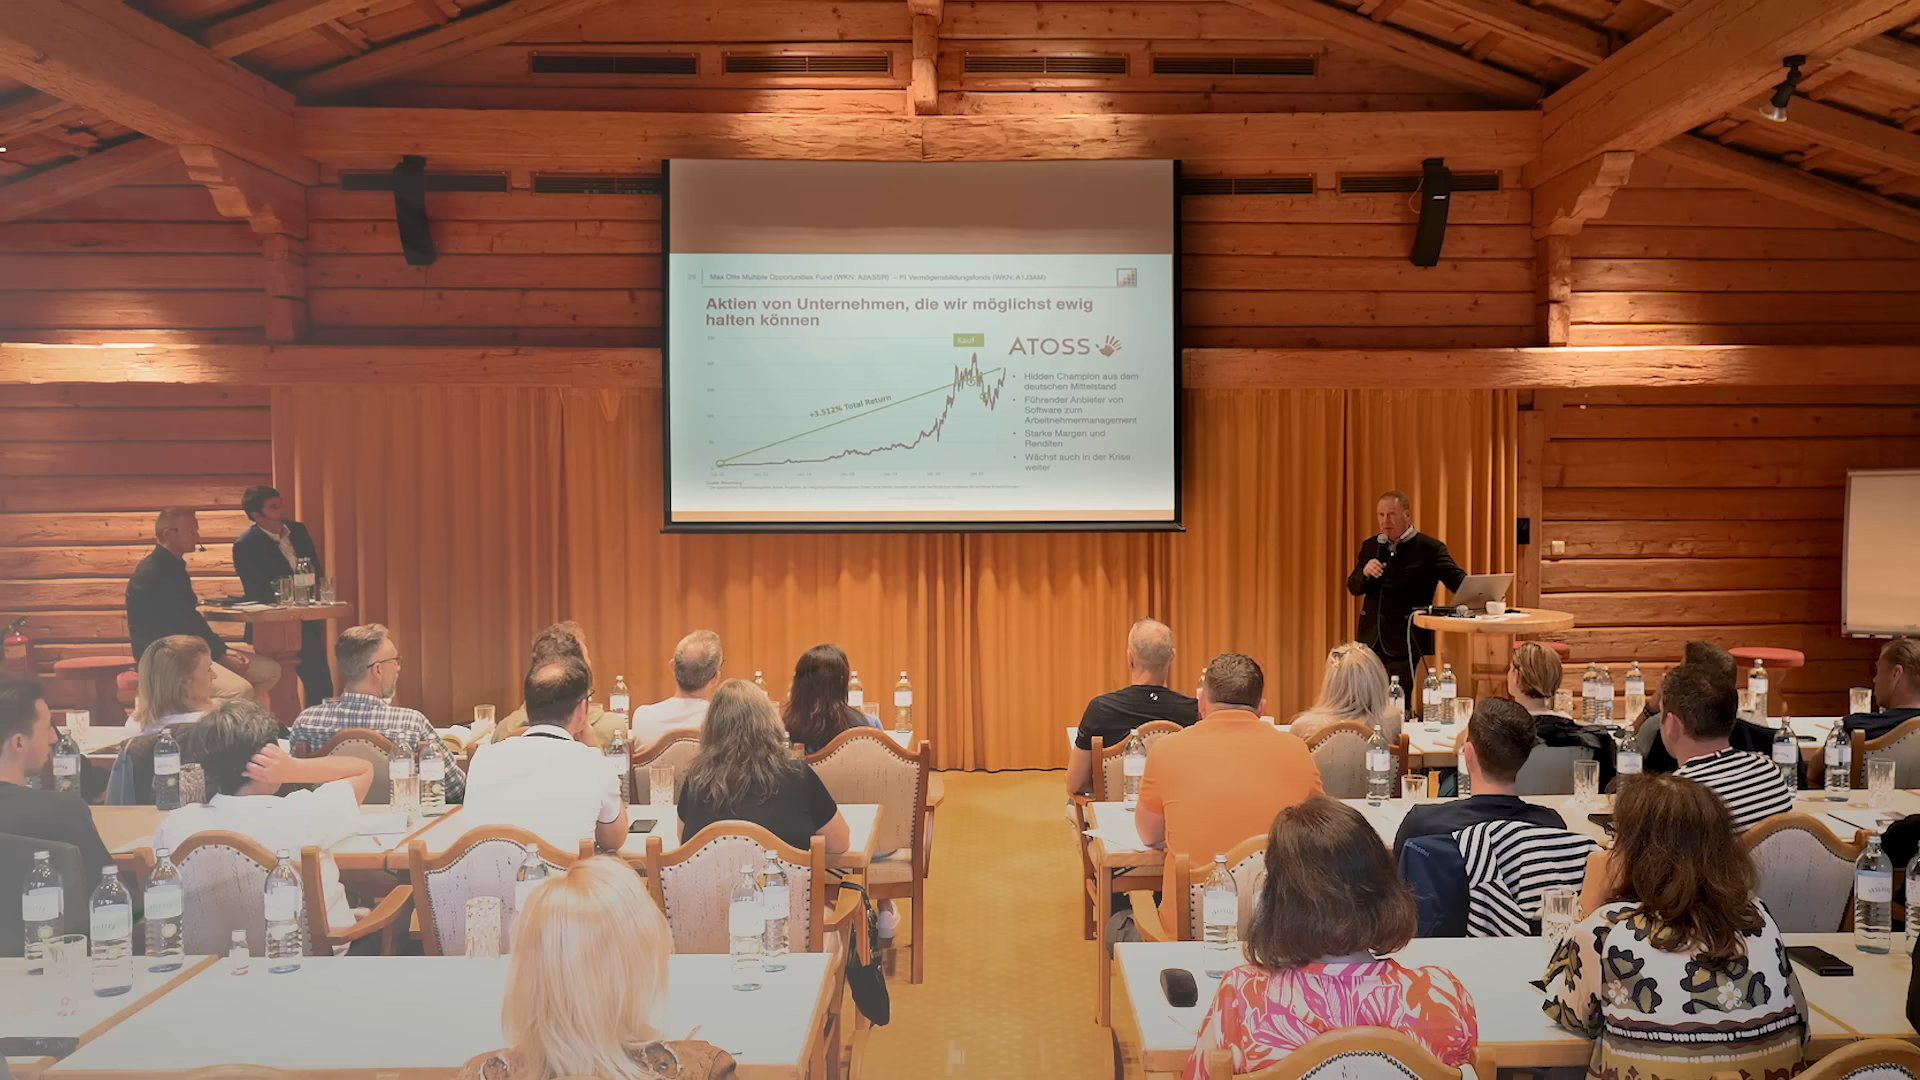 Max Otte Multiple Opportunities Fund (WKN: A2ASSR) – PI Vermögensbildungsfonds (WKN: A1J3AM)
Aktien von Unternehmen, die wir möglichst ewig
halten können
Kauf
ATOSS
+3.512% Total Return
• Hidden Champion aus dem
deutschen Mittelstand
• Führender Anbieter von
Software zum
Arbeitnehmermanagement
• Starke Margen und
Renditen
• Wächst auch in der Krise
weiter